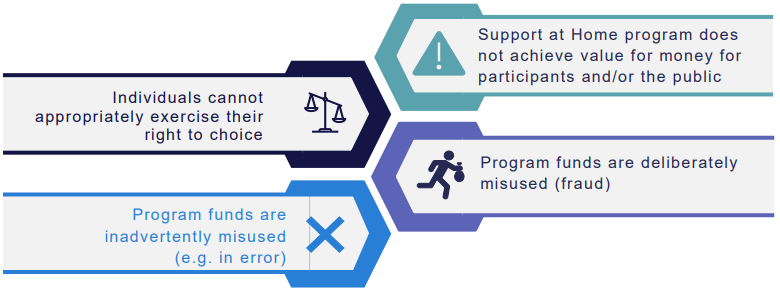 Support at Home program does
not achieve value for money for
participants and/or the public
Individuals cannot
appropriately exercise their
right to choice
Program funds are deliberately
misused (fraud)
Program funds are
inadvertently misused
(e.g. in error)